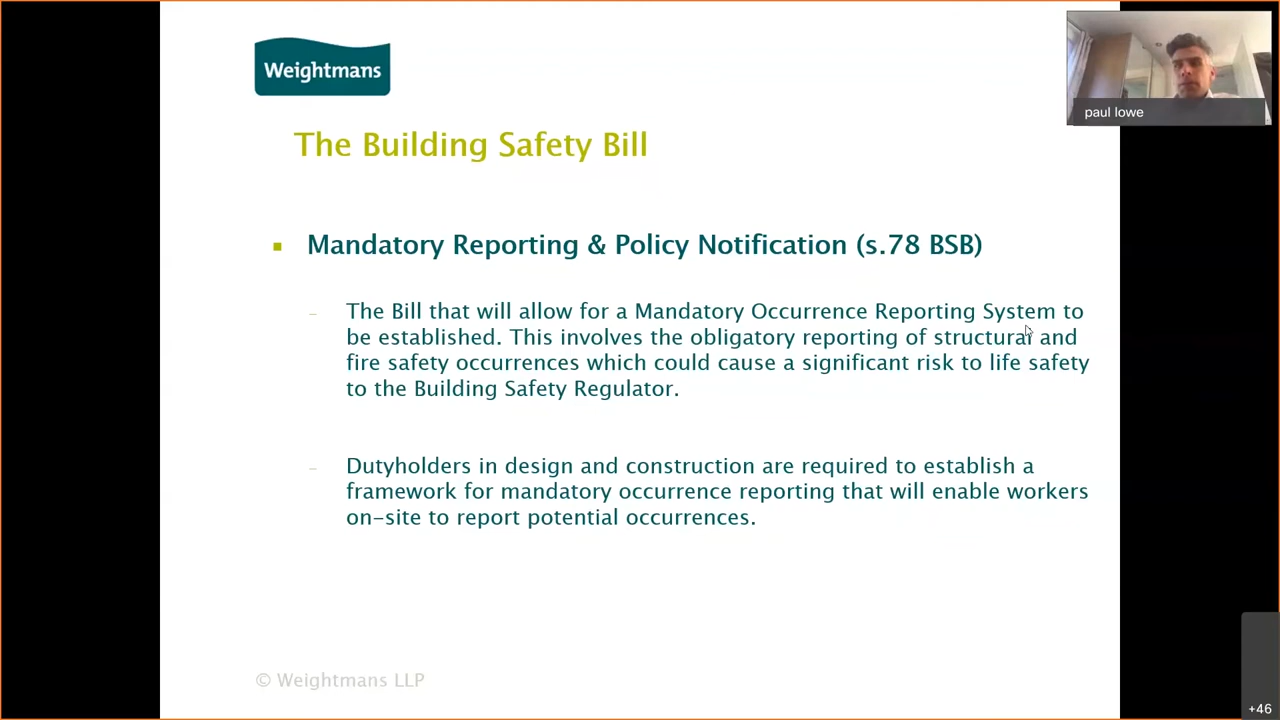 Weightmans
paul lowe
The Building Safety Bill
Mandatory Reporting & Policy Notification (s.78 BSB)
– The Bill that will allow for a Mandatory Occurrence Reporting System to
be established. This involves the obligatory reporting of structural and
fire safety occurrences which could cause a significant risk to life safety
to the Building Safety Regulator.
– Dutyholders in design and construction are required to establish a
framework for mandatory occurrence reporting that will enable workers
on-site to report potential occurrences.
© Weightmans LLP
+46